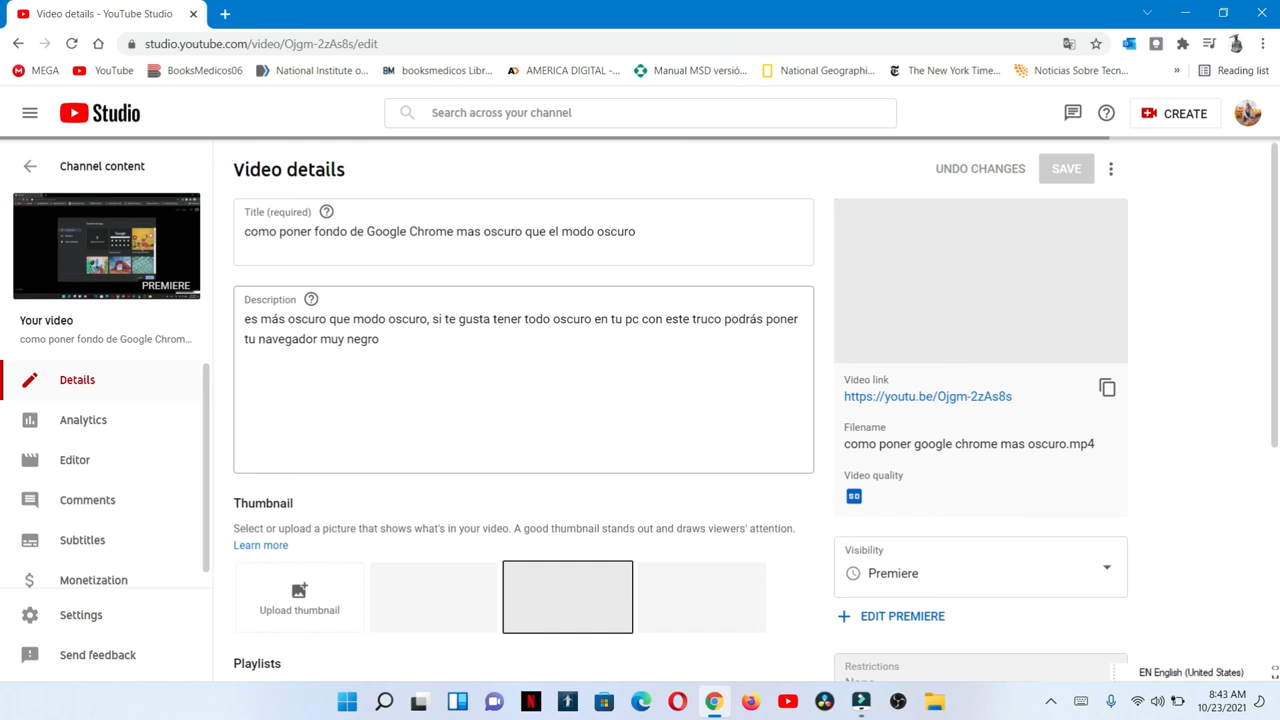 Video details - YouTube Studio
studio.youtube.com/video/Ojgm-2zAs8s/edit
MEGA
YouTube
BooksMedicos06
National Institute o...
booksmedicos Libr...
AMERICA DIGITAL -...
Manual MSD versió...
National Geographi...
The New York Time...
Noticias Sobre Tecn...
»
Reading list
Studio
Search across your channel
CREATE
Channel content
Video details
UNDO CHANGES
SAVE
PREMIERE
Your video
como poner fondo de Google Chrom...
Details
Analytics
Editor
Comments
Subtitles
Monetization
Settings
Send feedback
Title (required)
como poner fondo de Google Chrome mas oscuro que el modo oscuro
Description
es más oscuro que modo oscuro, si te gusta tener todo oscuro en tu pc con este truco podrás poner
tu navegador muy negro
Thumbnail
Select or upload a picture that shows what's in your video. A good thumbnail stands out and draws viewers' attention.
Learn more
Upload thumbnail
Playlists
Video link
https://youtu.be/Ojgm-2zAs8s
Filename
como poner google chrome mas oscuro.mp4
Video quality
SD
Visibility
Premiere
EDIT PREMIERE
Restrictions
EN English (United States)
8:43 AM
10/23/2021